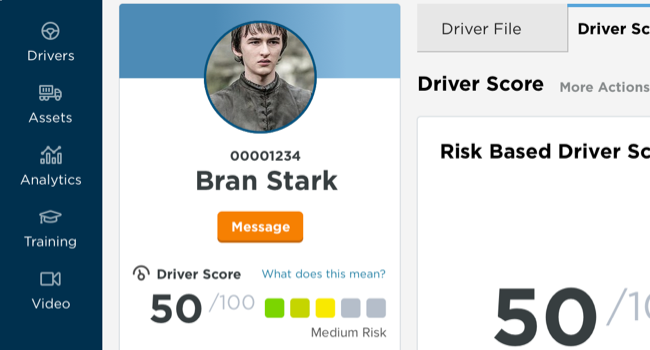 Drivers
Assets
Analytics
Training
Video
00001234
Bran Stark
Message
Driver Score
What does this mean?
50 /100
Medium Risk
Driver File
Driver Sc
Driver Score
More Actions
Risk Based Driver Sc
50 /10